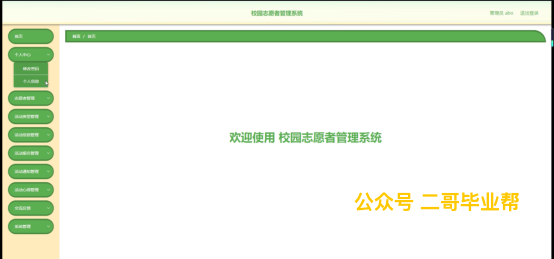 校园志愿者管理系统
管理员 abo
退出登录
首页
首页 / 首页
个人中心
修改密码
个人信息
志愿者管理
欢迎使用 校园志愿者管理系统
活动类型管理
活动信息管理
活动报名管理
活动通知管理
活动心得管理
交流反馈
系统管理
公众号 二哥毕业帮